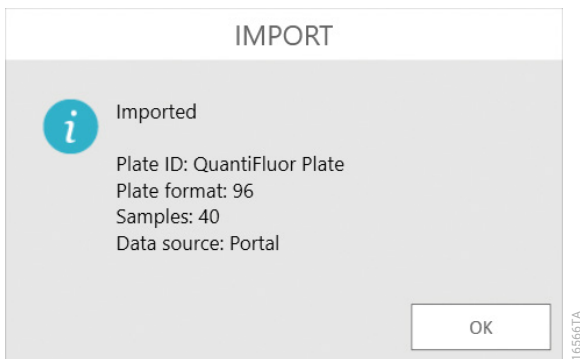 IMPORT
Imported
Plate ID: QuantiFluor Plate
Plate format: 96
Samples: 40
Data source: Portal
OK
16566TA